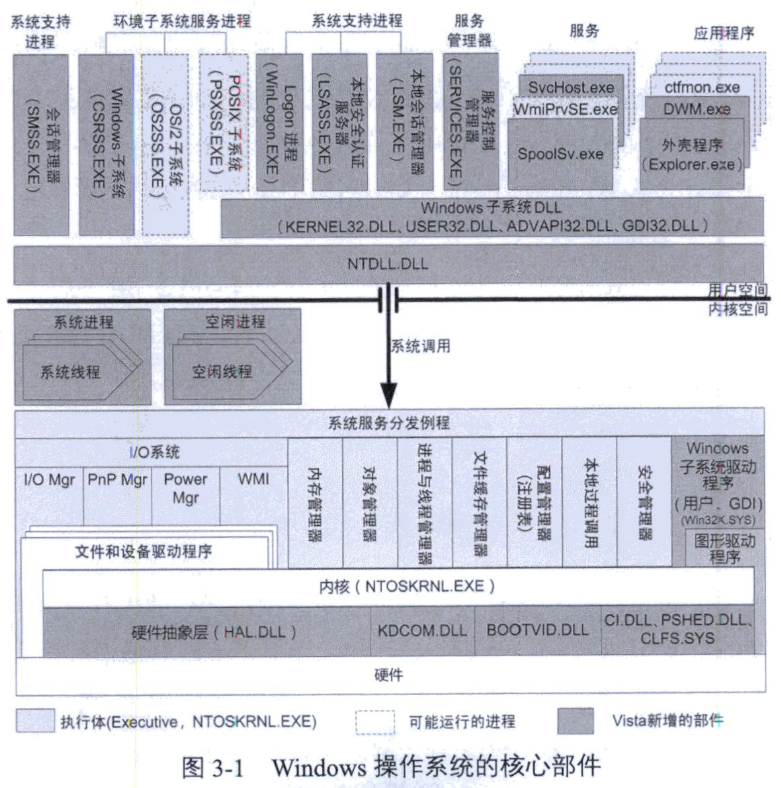 系统支持进程
环境子系统服务进程
系统支持进程
服务管理器
服务
应用程序
会话管理器
(SMSS.EXE)
Windows 子系统
(CSRSS.EXE)
OS/2 子系统
(OS2SS.EXE)
POSIX 子系统
(PSXSS.EXE)
Logon 进程
(WinLogon.EXE)
本地安全认证服务器
(LSASS.EXE)
本地会话管理器
(LSM.EXE)
服务控制管理器
(SERVICES.EXE)
SvcHost.exe
WmiPrvSE.exe
SpoolSv.exe
ctfmon.exe
DWM.exe
外壳程序
(Explorer.exe)
Windows 子系统DLL
(KERNEL32.DLL、USER32.DLL、ADVAPI32.DLL、GDI32.DLL)
NTDLL.DLL
用户空间
内核空间
系统进程
系统线程
空闲进程
空闲线程
系统调用
系统服务分发例程
I/O系统
I/O Mgr
PnP Mgr
Power Mgr
WMI
文件和设备驱动程序
内存管理器
对象管理器
进程与线程管理器
文件缓存管理器
配置管理器(注册表)
本地过程调用
安全管理器
Windows
子系统驱动
程序
(用户、GDI)
(Win32K.SYS)
图形驱动
程序
内核(NTOSKRNL.EXE)
硬件抽象层(HAL.DLL)
KDCOM.DLL
BOOTVID.DLL
CI.DLL、PSHED.DLL、
CLFS.SYS
硬件
执行体(Executive，NTOSKRNL.EXE)
可能运行的进程
Vista新增的部件
图 3-1 Windows 操作系统的核心部件